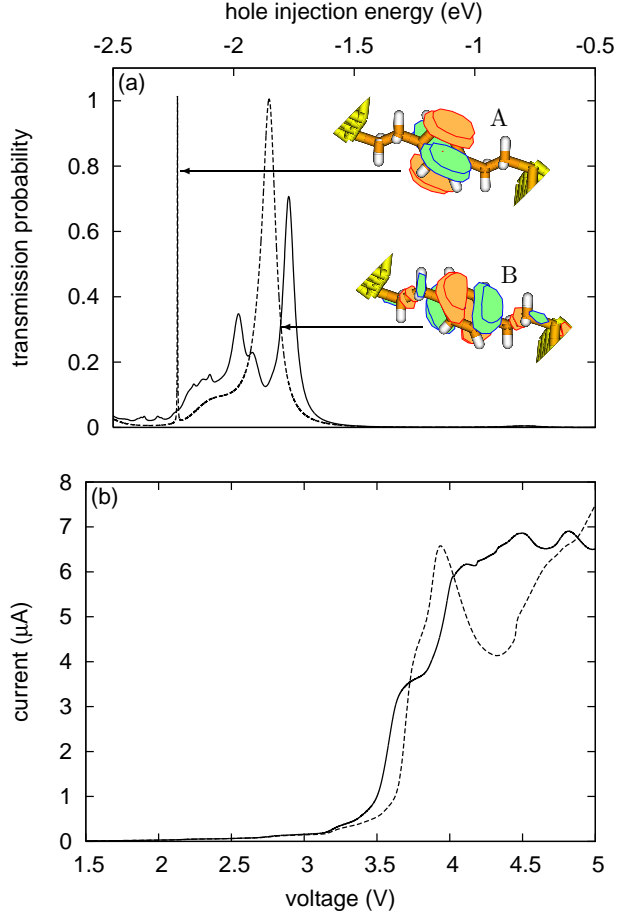 hole injection energy (eV)
-2.5 -2 -1.5 -1 -0.5
(a)
A
B
1
0.8
0.6
0.4
0.2
0
transmission probability
(b)
8
7
6
5
4
3
2
1
0
current (μA)
1.5 2 2.5 3 3.5 4 4.5 5
voltage (V)